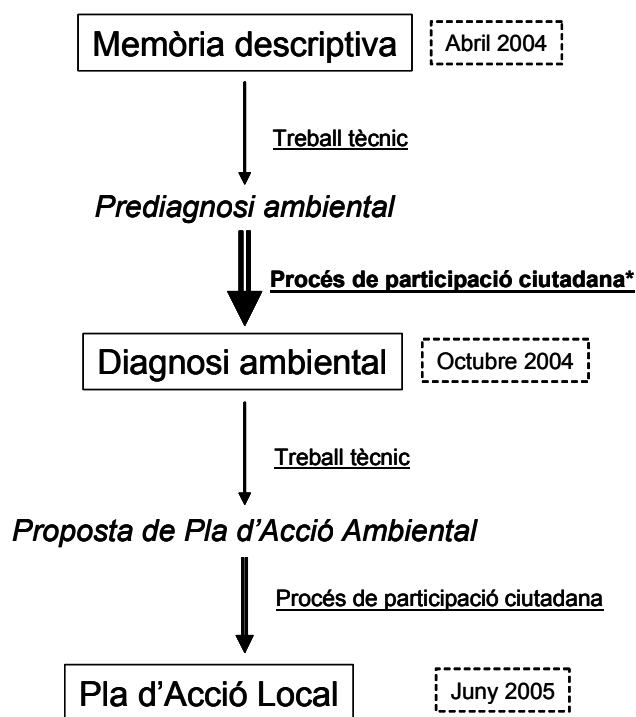 Memòria descriptiva
Abril 2004
Treball tècnic
Prediagnosi ambiental
Procés de participació ciutadana*
Diagnosi ambiental
Octubre 2004
Treball tècnic
Proposta de Pla d'Acció Ambiental
Procés de participació ciutadana
Pla d'Acció Local
Juny 2005